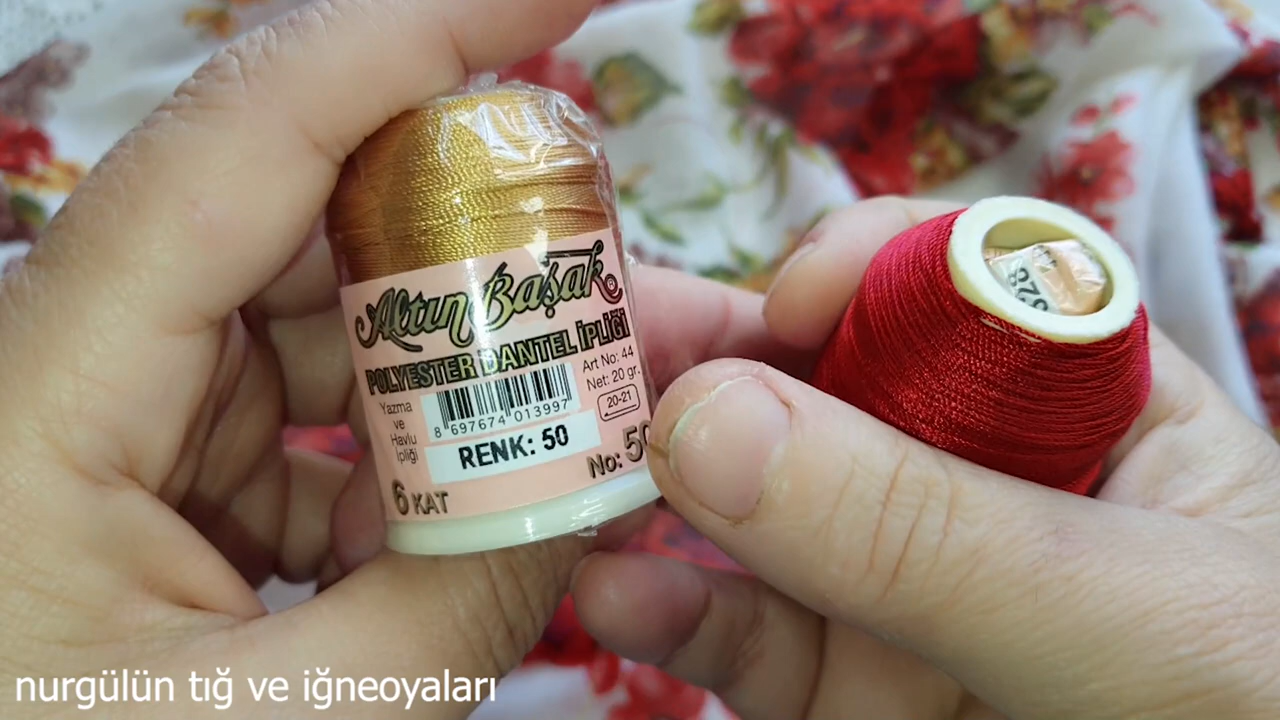 Altın Başak
POLYESTER DANTEL İPLİĞİ
Art No: 44
Net: 20 gr.
20-21
Yazma
ve
Havlu
İpliği
8 697674 013997
RENK: 50
6 KAT
No: 50
328
nurgülün tığ ve iğneoyaları